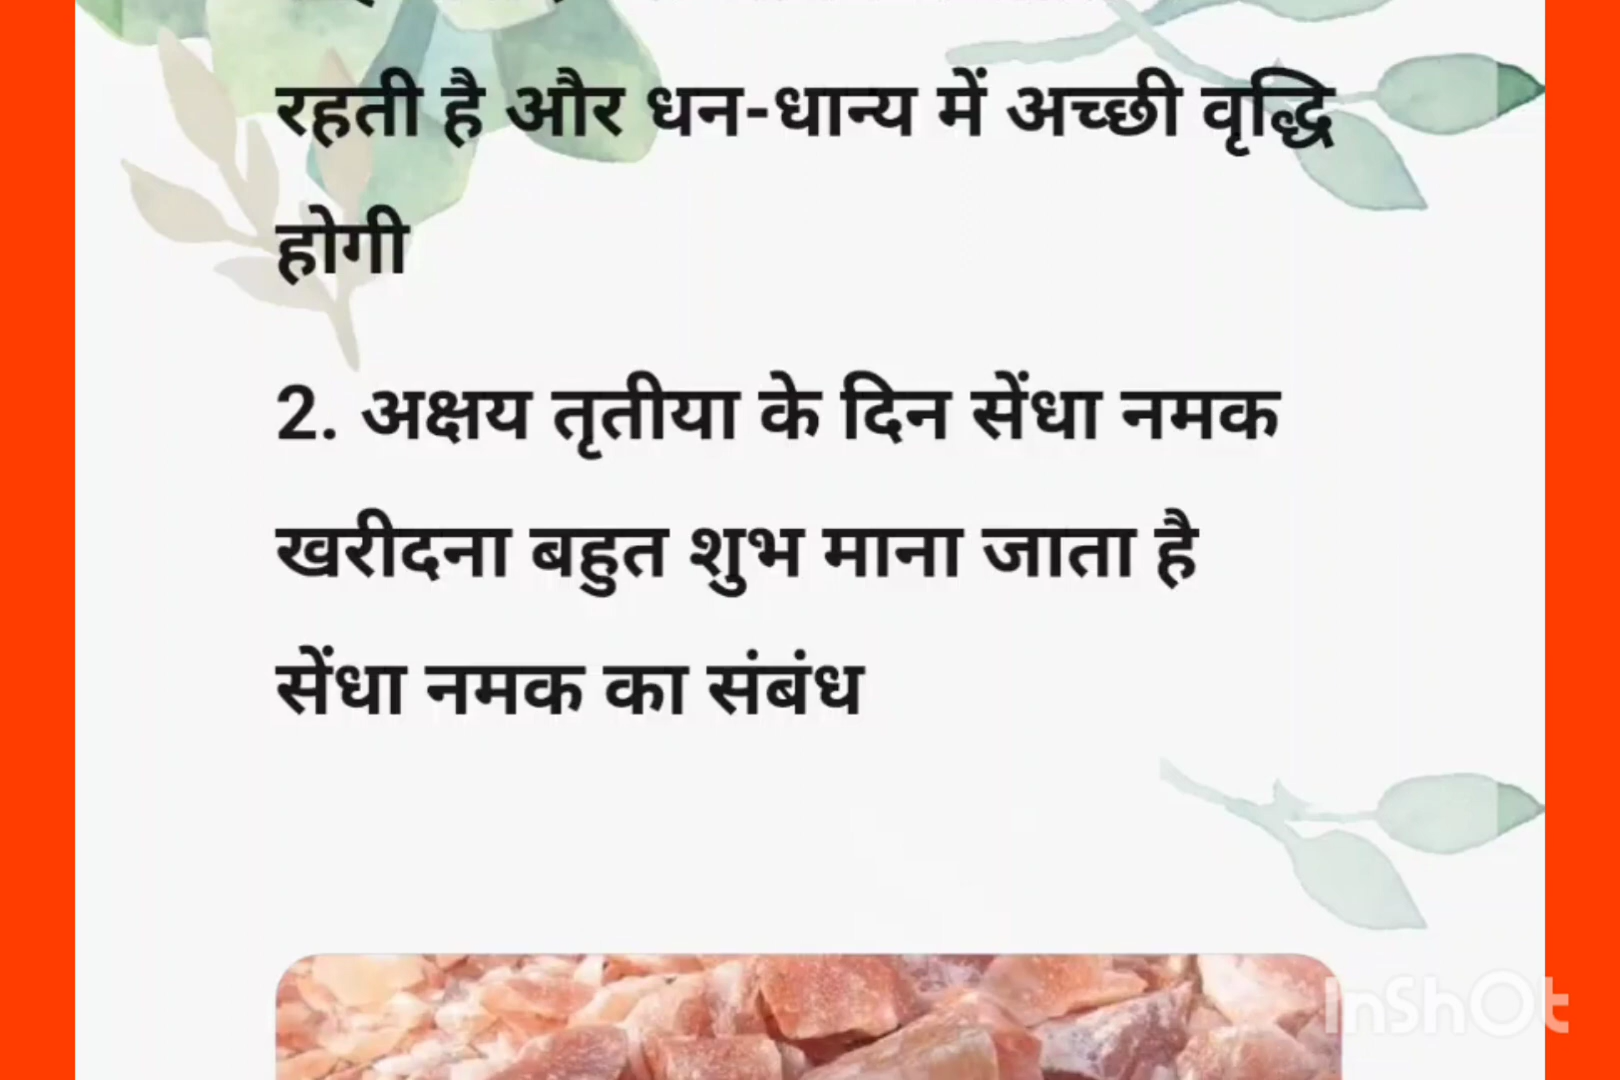 रहती है और धन-धान्य में अच्छी वृद्धि
होगी
2. अक्षय तृतीया के दिन सेंधा नमक
खरीदना बहुत शुभ माना जाता है
सेंधा नमक का संबंध
InShOt